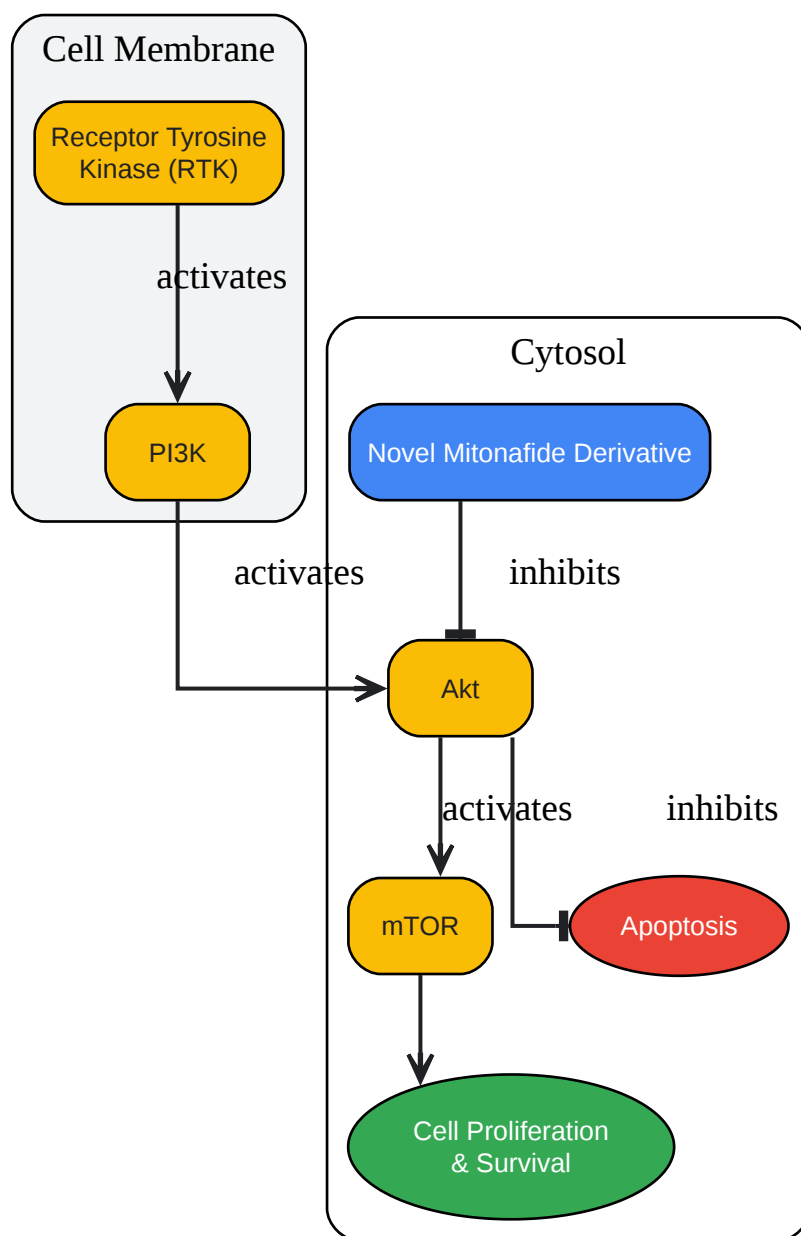 Cell Membrane
Receptor Tyrosine
Kinase (RTK)
activates
PI3K
Cytosol
Novel Mitonafide Derivative
activates
inhibits
Akt
activates
inhibits
mTOR
Apoptosis
Cell Proliferation
& Survival